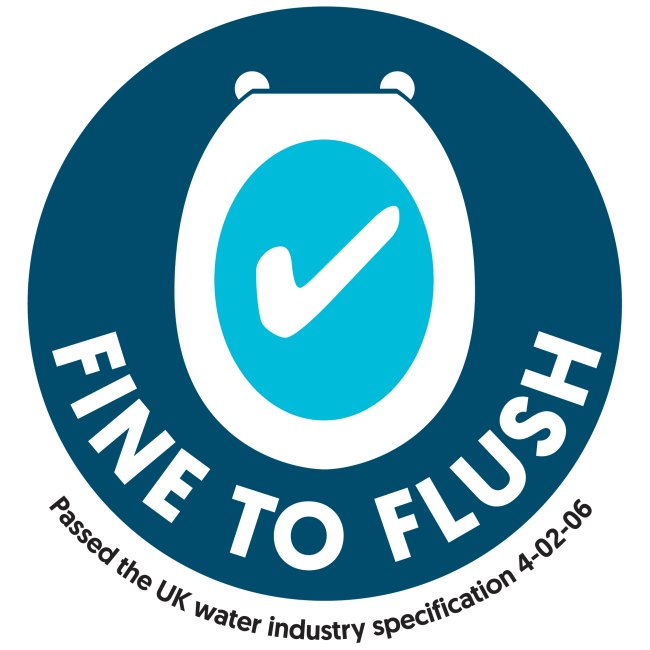 FINE TO FLUSH
Passed the UK water industry specification 4-02-06